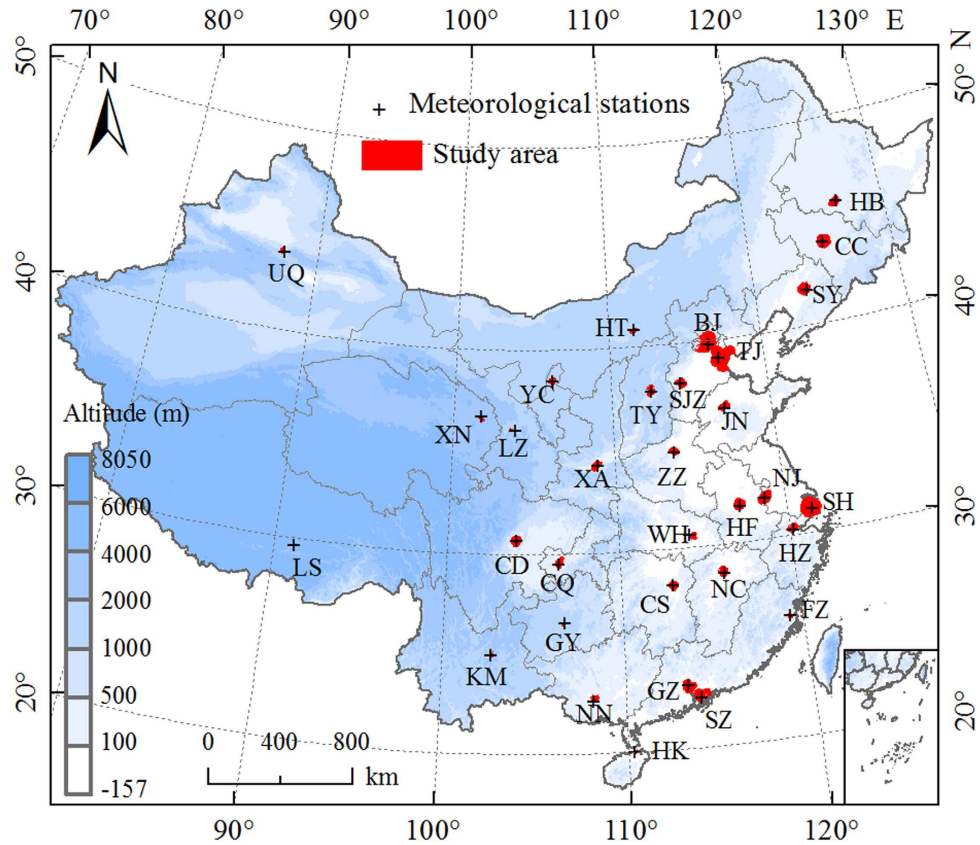 70° 80° 90° 100° 110° 120° 130° E
50°
N
N
50°
+ Meteorological stations
Study area
HB
CC
UQ
SY
40°
40°
HT
BJ
TJ
YC
TY
SJZ
JN
Altitude (m)
XN
LZ
8050
XA
ZZ
NJ
30°
6000
SH
30°
WH
HF
HZ
4000
LS
CD
CQ
NC
2000
CS
FZ
GY
1000
KM
20°
500
GZ
20°
NN
SZ
100
0 400 800
HK
km
-157
90° 100° 110° 120°